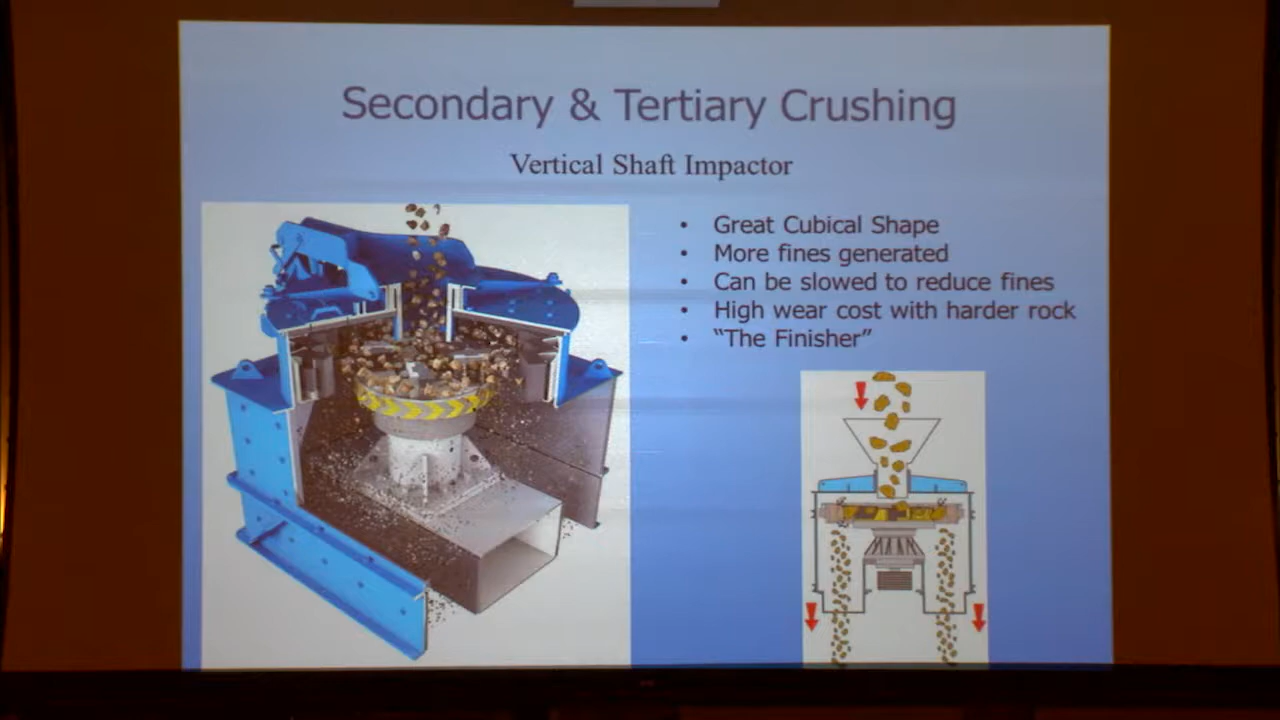 Secondary & Tertiary Crushing
Vertical Shaft Impactor
• Great Cubical Shape
• More fines generated
• Can be slowed to reduce fines
• High wear cost with harder rock
• “The Finisher”